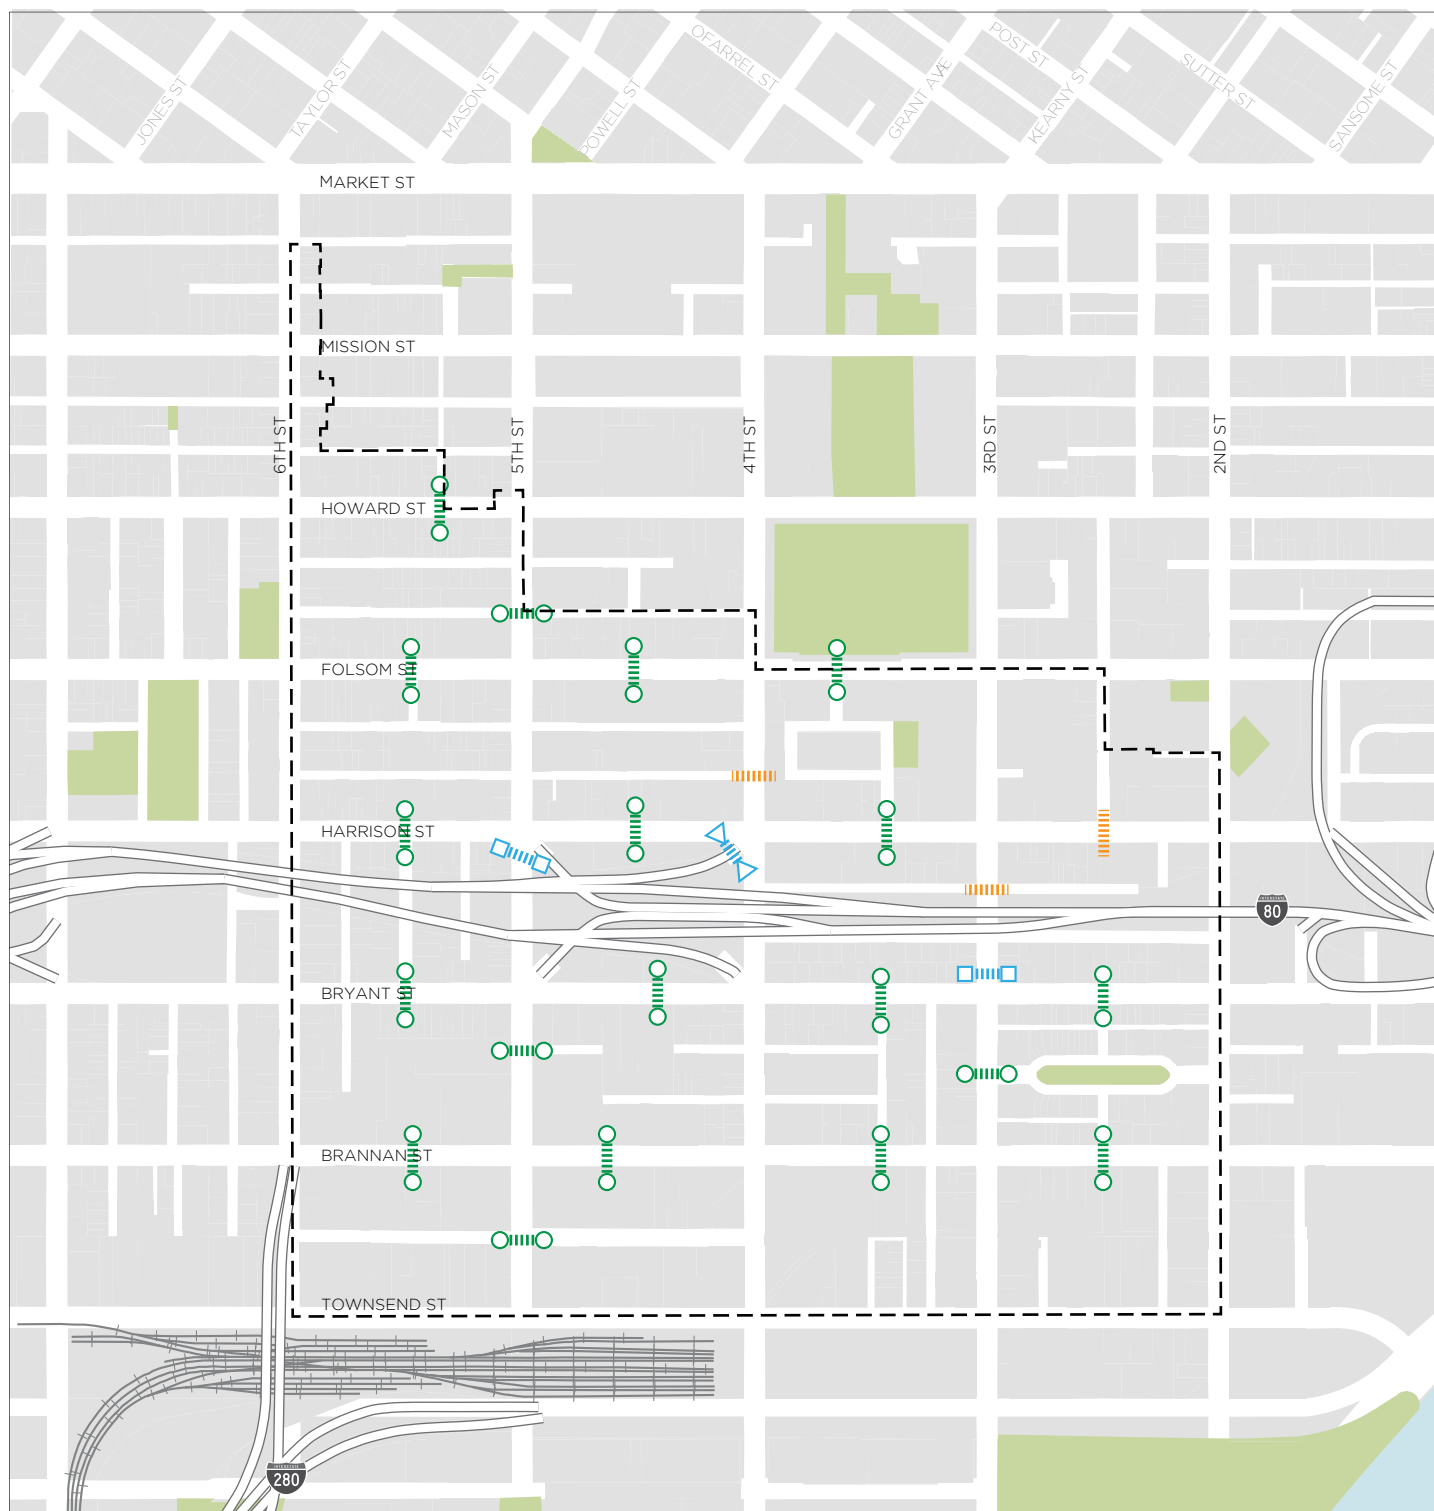 OFARREL ST
POST ST
SUTTER ST
JONES ST
TAYLOR ST
MASON ST
POWELL ST
GRANT AVE
KEARNY ST
SANSOME ST
MARKET ST
MISSION ST
6TH ST
5TH ST
4TH ST
3RD ST
2ND ST
HOWARD ST
FOLSOM ST
HARRISON ST
INTERSTATE
80
BRYANT ST
BRANNAN ST
TOWNSEND ST
INTERSTATE
280